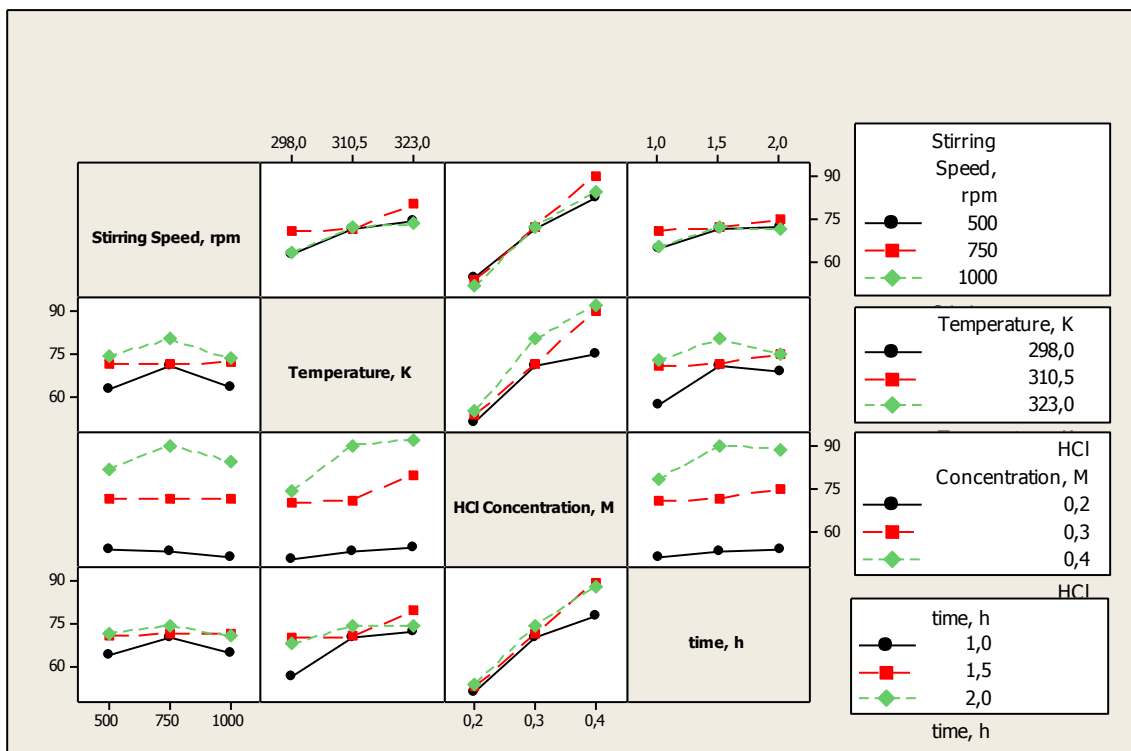 298,0 310,5 323,0
1,0 1,5 2,0
Stirring Speed, rpm
90
75
60
90
75
60
Temperature, K
HCl Concentration, M
90
75
60
90
75
60
time, h
500 750 1000
0,2 0,3 0,4
Stirring
Speed,
rpm
500
750
1000
Temperature, K
298,0
310,5
323,0
HCl
Concentration, M
0,2
0,3
0,4
HCl
time, h
1,0
1,5
2,0
time, h